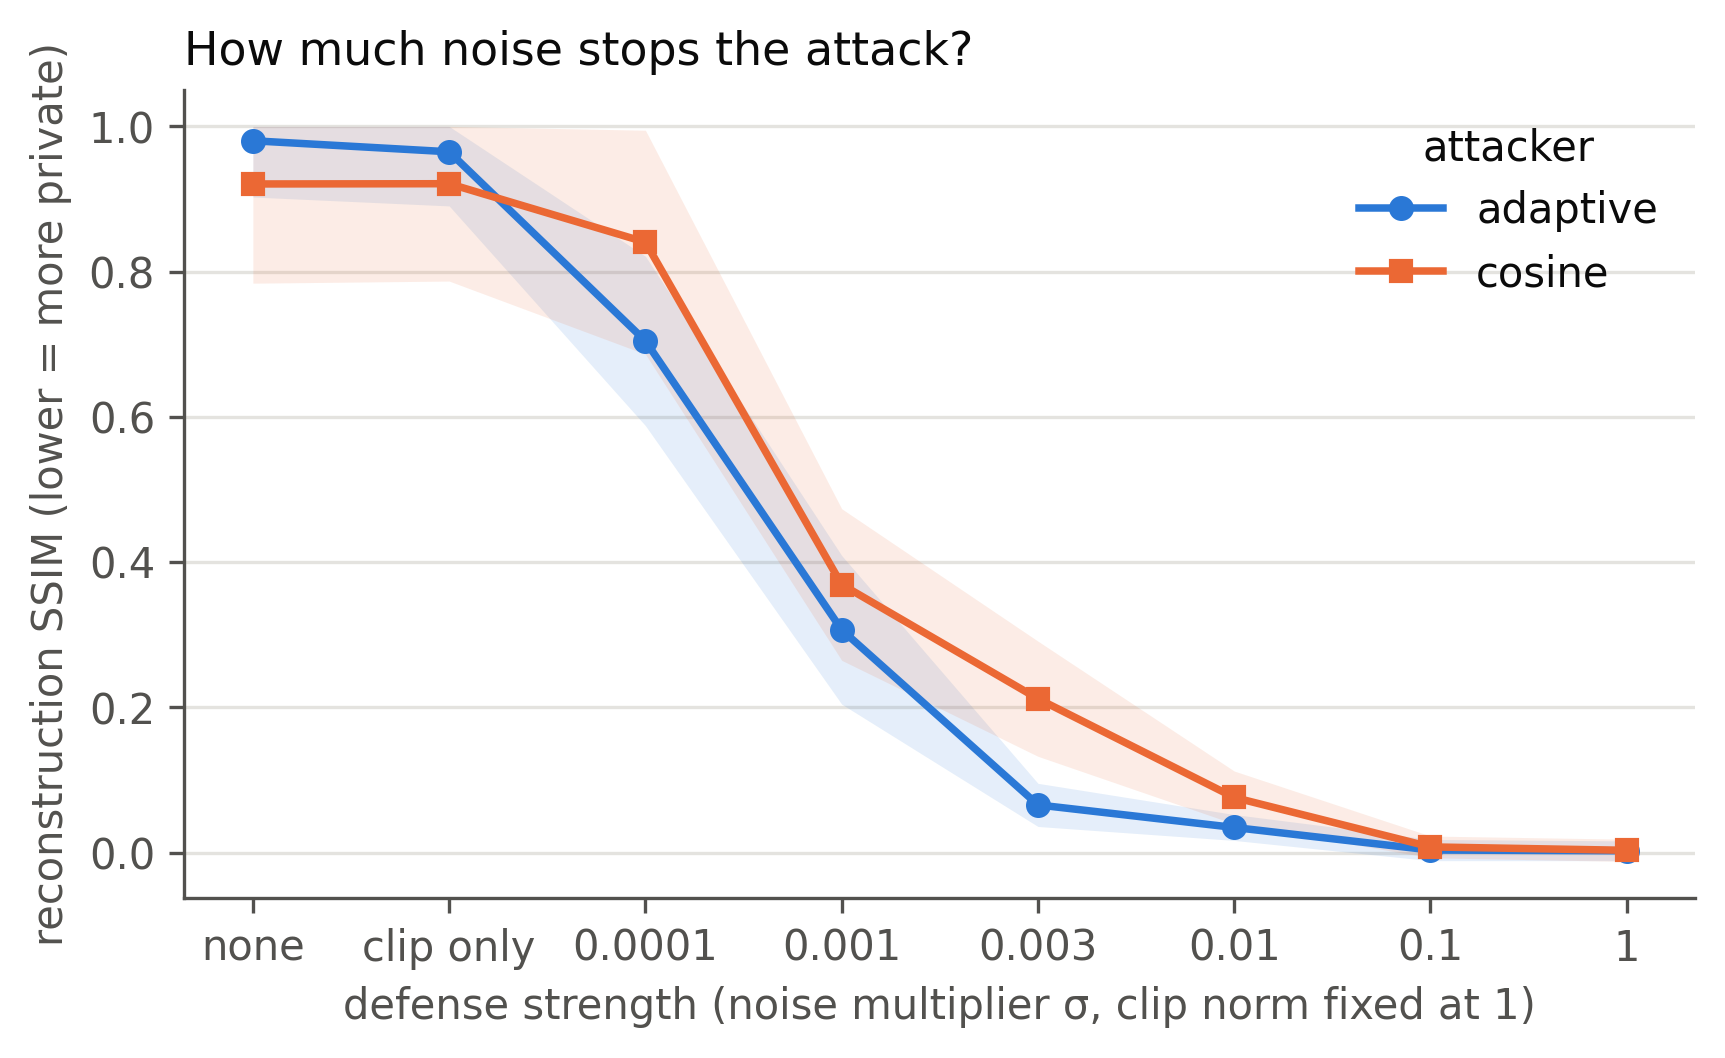 How much noise stops the attack?
reconstruction SSIM (lower = more private)
1.0
0.8
0.6
0.4
0.2
0.0
attacker
adaptive
cosine
none clip only 0.0001 0.001 0.003 0.01 0.1 1
defense strength (noise multiplier σ, clip norm fixed at 1)